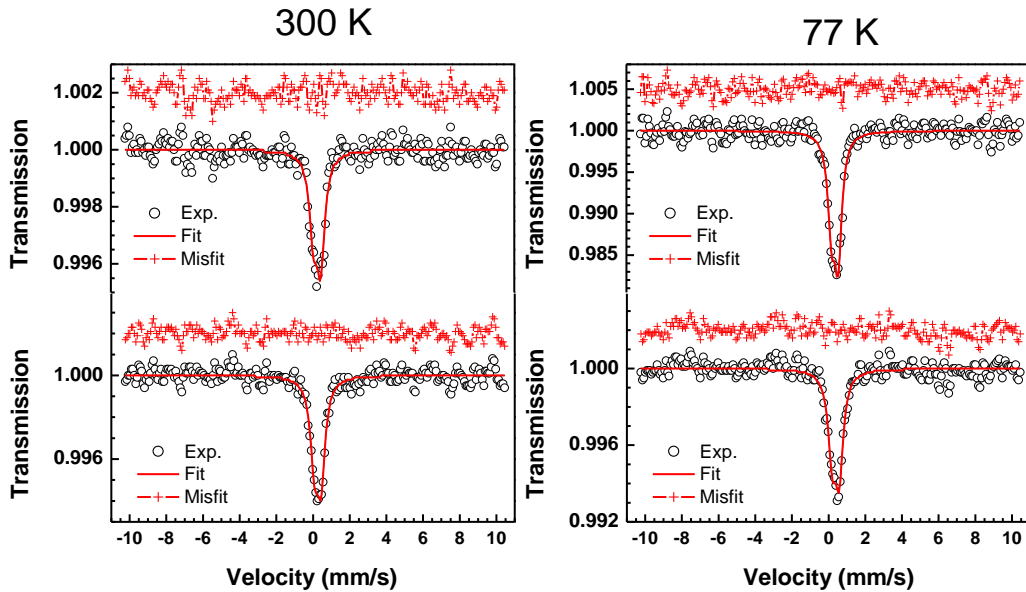 300 K
77 K
Transmission
1.002
1.000
0.998
0.996
Exp.
Fit
Misfit
Transmission
1.005
1.000
0.995
0.990
0.985
Exp.
Fit
Misfit
Transmission
1.000
0.996
Exp.
Fit
Misfit
-10 -8 -6 -4 -2 0 2 4 6 8 10
Velocity (mm/s)
Transmission
1.000
0.996
0.992
Exp.
Fit
Misfit
-10 -8 -6 -4 -2 0 2 4 6 8 10
Velocity (mm/s)